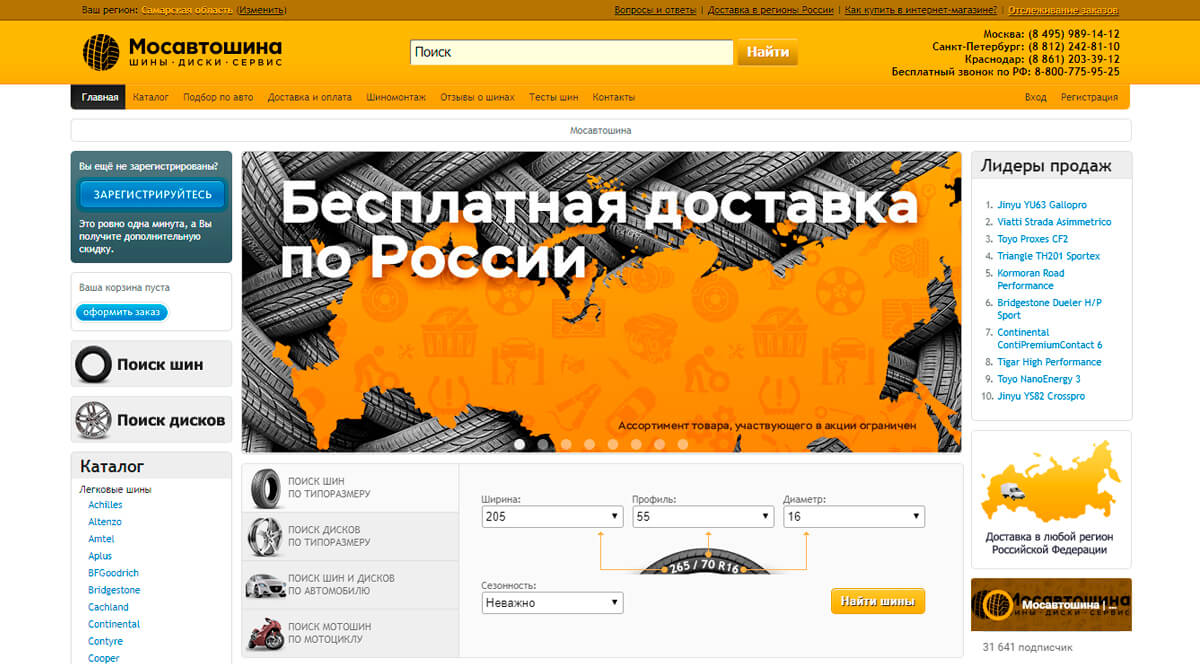 Ваш регион: Самарская область (Изменить)
Вопросы и ответы | Доставка в регионы России | Как купить в интернет-магазине? | Отслеживание заказов
Мосавтошина
ШИНЫ · ДИСКИ · СЕРВИС
Поиск
Найти
Москва: (8 495) 989-14-12
Санкт-Петербург: (8 812) 242-81-10
Краснодар: (8 861) 203-39-12
Бесплатный звонок по РФ: 8-800-775-95-25
Главная Каталог Подбор по авто Доставка и оплата Шиномонтаж Отзывы о шинах Тесты шин Контакты Вход Регистрация
Мосавтошина
Вы ещё не зарегистрированы?
ЗАРЕГИСТРИРУЙТЕСЬ
Это ровно одна минута, а Вы
получите дополнительную
скидку.
Ваша корзина пуста
оформить заказ
Поиск шин
Поиск дисков
Каталог
Легковые шины
Achilles
Altenzo
Amtel
Aplus
BFGoodrich
Bridgestone
Cachland
Continental
Contyre
Cooper
Бесплатная доставка
по России
Ассортимент товара, участвующего в акции ограничен
ПОИСК ШИН
ПО ТИПОРАЗМЕРУ
ПОИСК ДИСКОВ
ПО ТИПОРАЗМЕРУ
ПОИСК ШИН И ДИСКОВ
ПО АВТОМОБИЛЮ
ПОИСК МОТОШИН
ПО МОТОЦИКЛУ
Ширина: Профиль: Диаметр:
205 55 16
265 / 70 R16
Сезонность:
Неважно
Найти шины
Лидеры продаж
1. Jinyu YU63 Gallopro
2. Viatti Strada Asimmetrico
3. Toyo Proxes CF2
4. Triangle TH201 Sportex
5. Kormoran Road
Performance
6. Bridgestone Dueler H/P
Sport
7. Continental
ContiPremiumContact 6
8. Tigar High Performance
9. Toyo NanoEnergy 3
10. Jinyu YS82 Crosspro
Доставка в любой регион
Российской Федерации
Мосавтошина
ШИНЫ · ДИСКИ · СЕРВИС
Мосавтошина | ...
31 641 подписчик